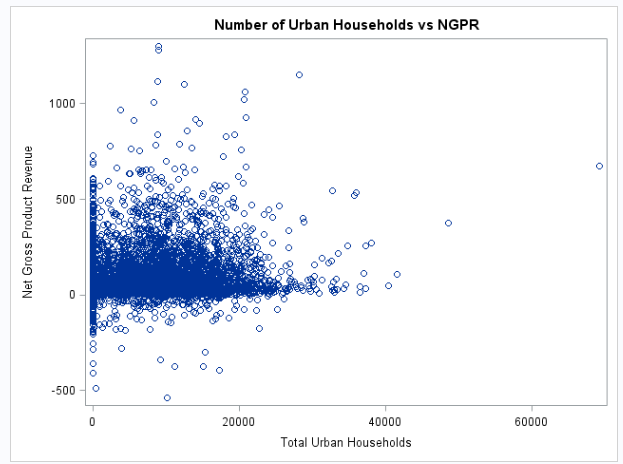 Number of Urban Households vs NGPR
Net Gross Product Revenue
1000
500
0
-500
0 20000 40000 60000
Total Urban Households